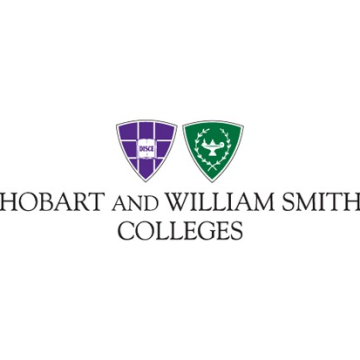 DISCE
HOBART AND WILLIAM SMITH
COLLEGES